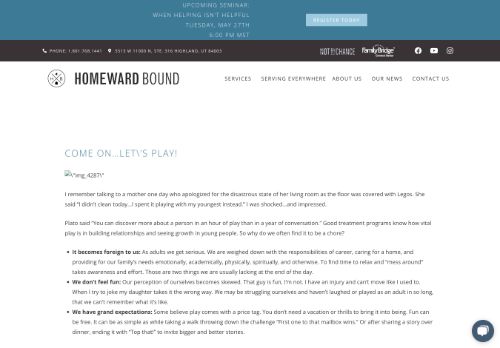 UPCOMING SEMINAR:
WHEN HELPING ISN'T HELPFUL
TUESDAY, MAY 27TH
6:00 PM MST
REGISTER TODAY
PHONE: 1.801.768.1441
5513 W 11000 N, STE. 316 HIGHLAND, UT 84003
NOT BY CHANCE
FamilyBridge
HOMEWARD BOUND
SERVICES
SERVING EVERYWHERE
ABOUT US
OUR NEWS
CONTACT US
COME ON...LET\'S PLAY!
\"img_4287\"
I remember talking to a mother one day who apologized for the disastrous state of her living room as the floor was covered with Legos. She
said "I didn't clean today...I spent it playing with my youngest instead." I was shocked...and impressed.
Plato said "You can discover more about a person in an hour of play than in a year of conversation." Good treatment programs know how vital
play is in building relationships and seeing growth in young people. So why do we often find it to be a chore?
It becomes foreign to us: As adults we get serious. We are weighed down with the responsibilities of career, caring for a home, and
providing for our family's needs emotionally, academically, physically, spiritually, and otherwise. To find time to relax and "mess around"
takes awareness and effort. Those are two things we are usually lacking at the end of the day.
We don't feel fun: Our perception of ourselves becomes skewed. That guy is fun, I'm not. I have an injury and can't move like I used to.
When I try to joke my daughter takes it the wrong way. We may be struggling ourselves and haven't laughed or played as an adult in so long,
that we can't remember what it's like.
We have grand expectations: Some believe play comes with a price tag. You don't need a vacation or thrills to bring it into being. Fun can
be free. It can be as simple as while taking a walk throwing down the challenge "First one to that mailbox wins." Or after sharing a story over
dinner, ending it with "Top that!" to invite bigger and better stories.